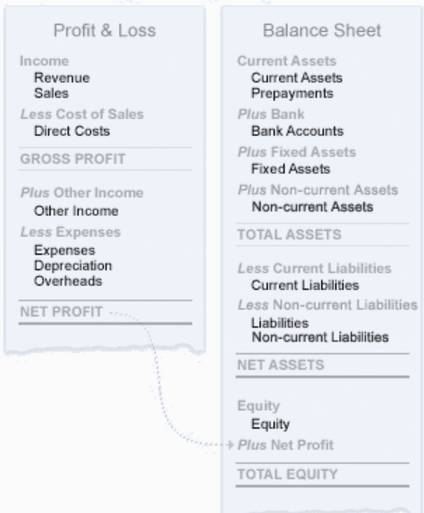 Profit & Loss
Income
Revenue
Sales
Less Cost of Sales
Direct Costs
GROSS PROFIT
Plus Other Income
Other Income
Less Expenses
Expenses
Depreciation
Overheads
NET PROFIT
Balance Sheet
Current Assets
Current Assets
Prepayments
Plus Bank
Bank Accounts
Plus Fixed Assets
Fixed Assets
Plus Non-current Assets
Non-current Assets
TOTAL ASSETS
Less Current Liabilities
Current Liabilities
Less Non-current Liabilities
Liabilities
Non-current Liabilities
NET ASSETS
Equity
Equity
Plus Net Profit
TOTAL EQUITY